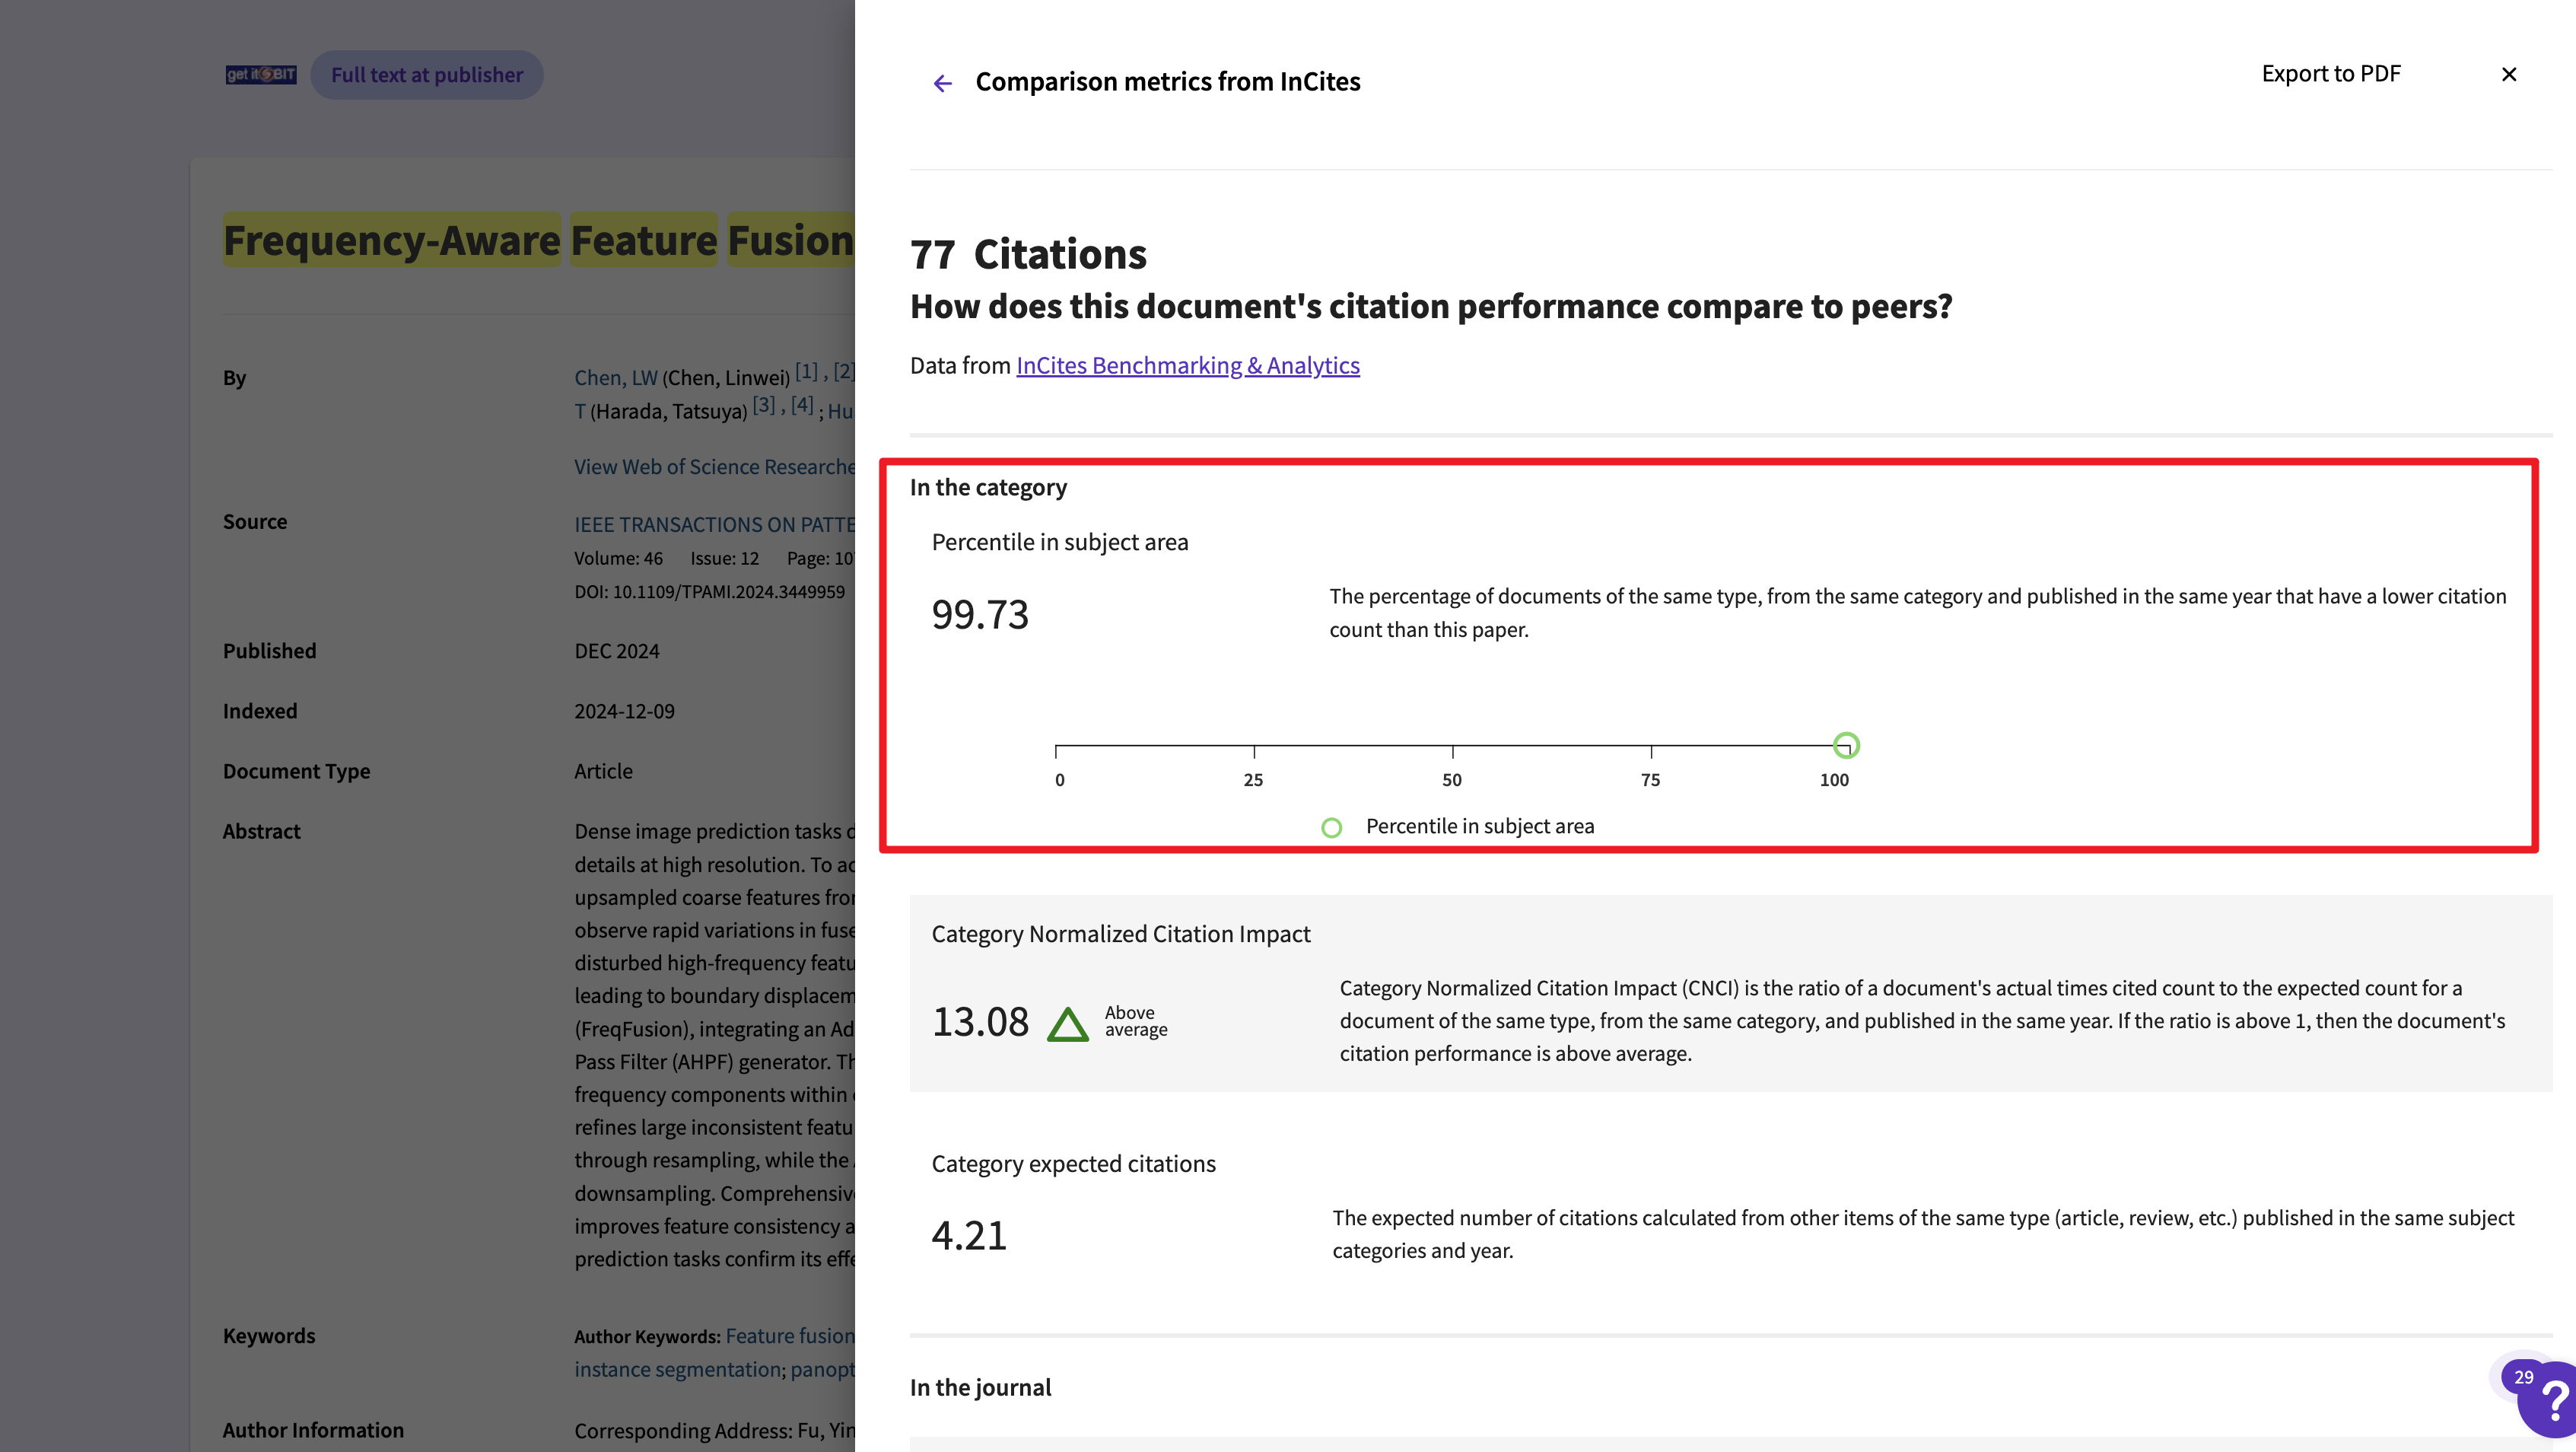 get it@BIT
Full text at publisher
Frequency-Aware Feature Fusion
By
Chen, LW (Chen, Linwei) [1] , [2]
T (Harada, Tatsuya) [3] , [4] ; Hu
View Web of Science
Source
IEEE TRANSACTIONS ON
Volume: 46 Issue: 12 Page:
DOI: 10.1109/TPAMI.2024.3449959
Published
DEC 2024
Indexed
2024-12-09
Document Type
Article
Abstract
Dense image prediction tasks
details at high resolution. To
upsampled coarse features
observe rapid variations in
disturbed high-frequency
leading to boundary
(FreqFusion), integrating an
Pass Filter (AHPF) generator.
frequency components within
refines large inconsistent
through resampling, while the
downsampling.
improves feature consistency
prediction tasks confirm its
Keywords
Author Keywords: Feature fusion
instance segmentation;
Author Information
Corresponding Address: Fu,
Comparison metrics from InCites
Export to PDF
77 Citations
How does this document's citation performance compare to peers?
Data from InCites Benchmarking & Analytics
In the category
Percentile in subject area
99.73
The percentage of documents of the same type, from the same category and published in the same year that have a lower citation
count than this paper.
0 25 50 75 100
Percentile in subject area
Category Normalized Citation Impact
13.08
Above
average
Category Normalized Citation Impact (CNCI) is the ratio of a document's actual times cited count to the expected count for a
document of the same type, from the same category, and published in the same year. If the ratio is above 1, then the document's
citation performance is above average.
Category expected citations
4.21
The expected number of citations calculated from other items of the same type (article, review, etc.) published in the same subject
categories and year.
In the journal
29
?